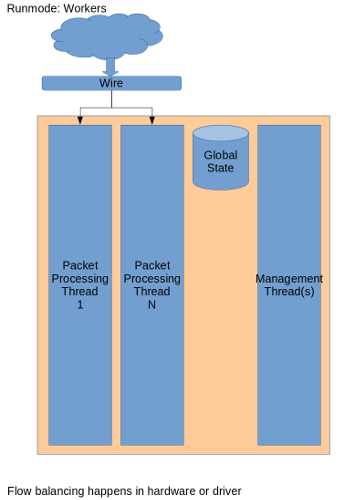 Runmode: Workers
Wire
Global
State
Packet
Processing
Thread
1
Packet
Processing
Thread
N
Management
Thread(s)
Flow balancing happens in hardware or driver